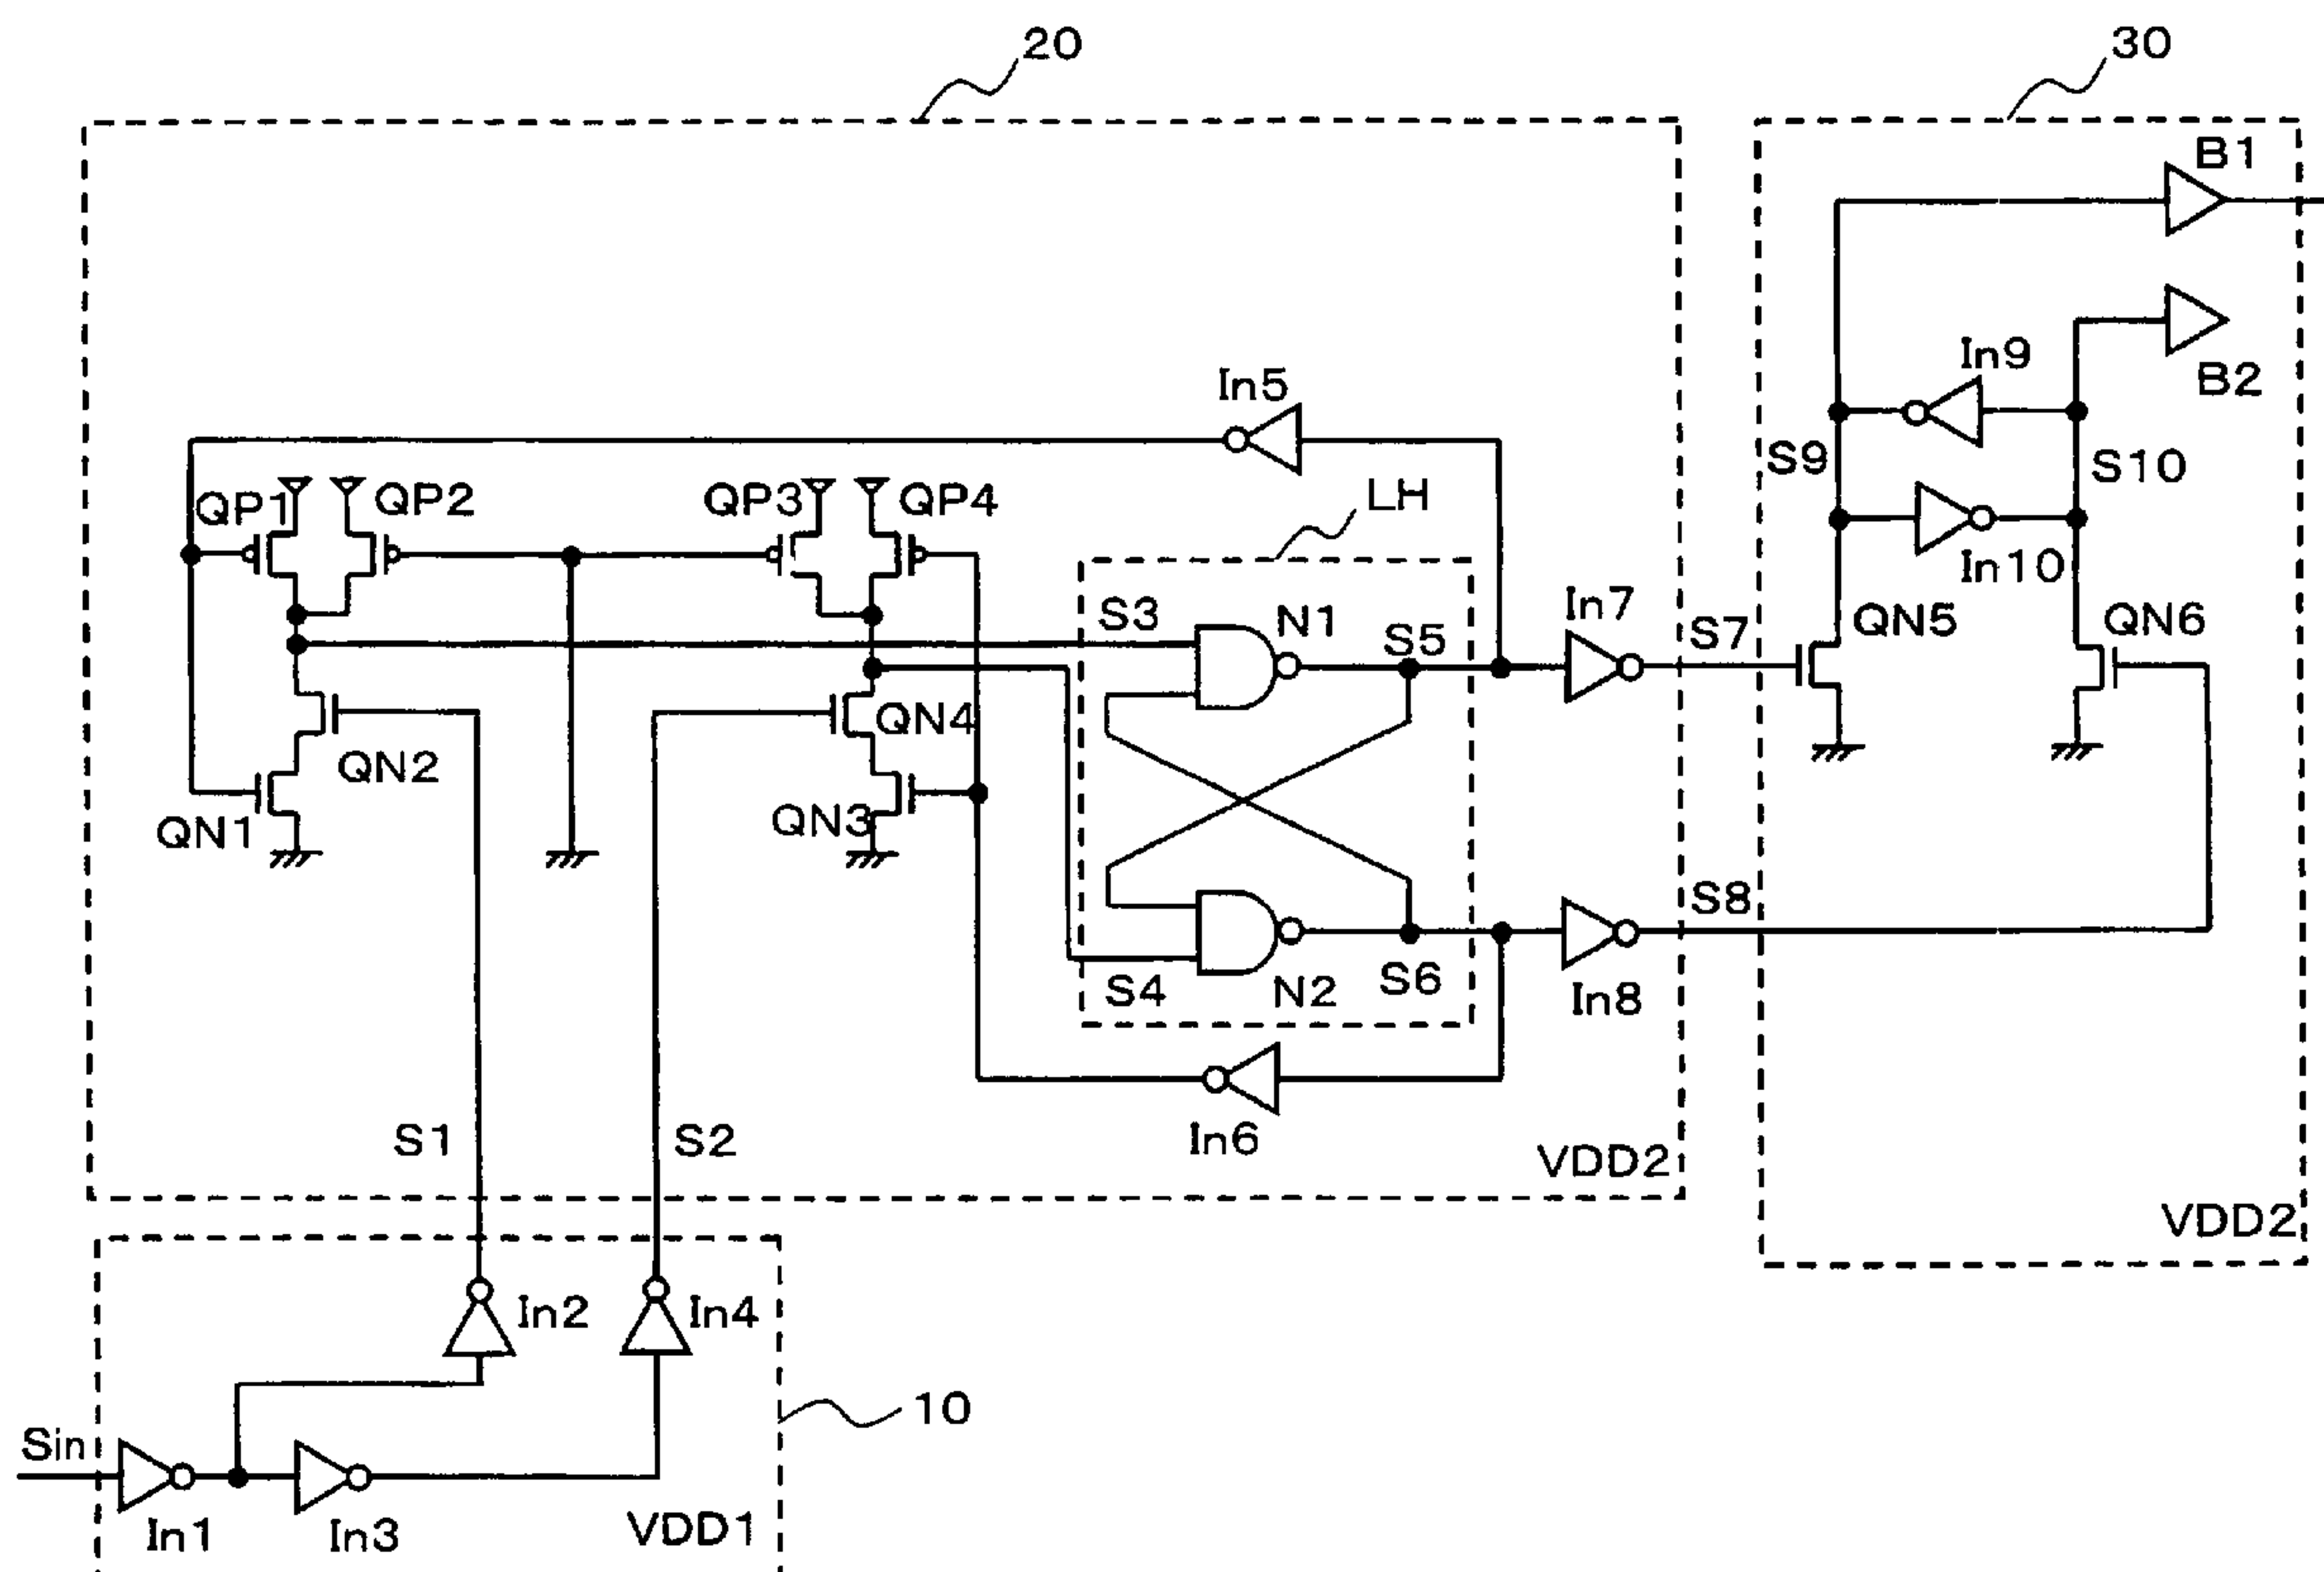 20
30
B1
In9
B2
In5
S9
S10
QP1
QP2
QP3
QP4
LH
In10
S3
N1
S5
In7
S7
QN5
QN6
QN2
QN4
QN1
QN3
S8
S4
N2
S6
In8
S1
S2
In6
VDD2
VDD2
In2
In4
10
Sin
In1
In3
VDD1